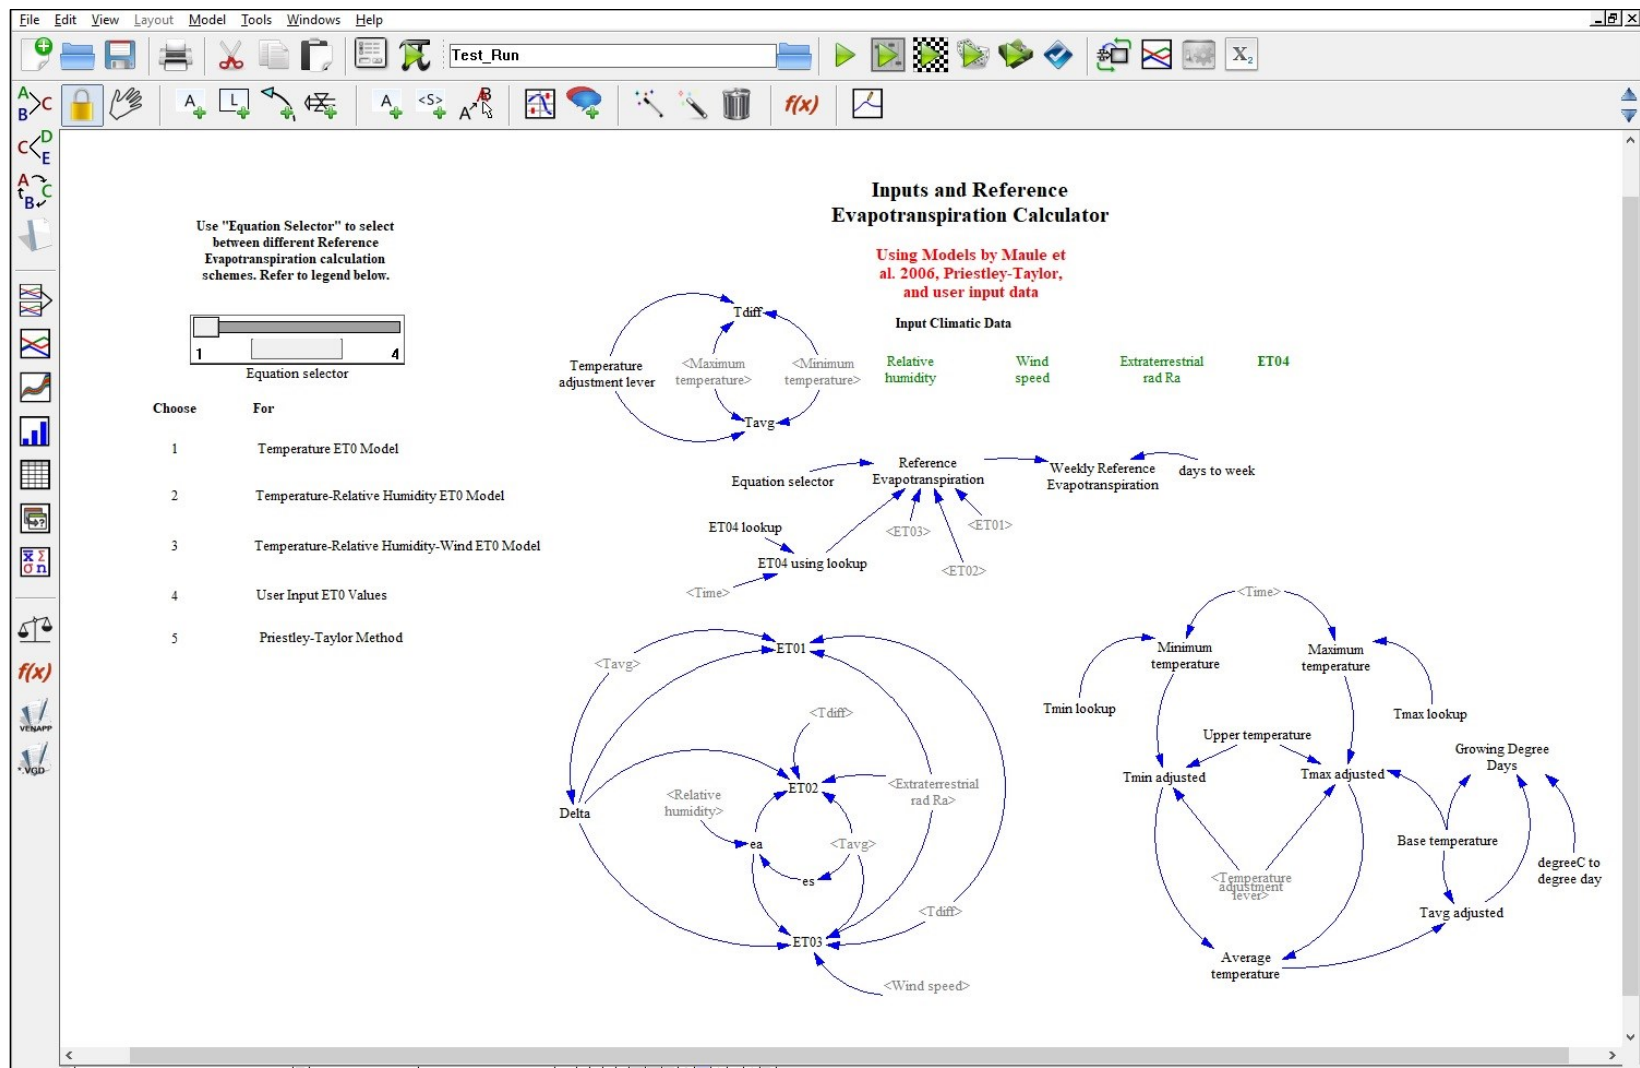 File Edit View Layout Model Tools Windows Help
Test_Run
X₂
A B C
A L A <S> A B
f(x)
C D E
A B C
Inputs and Reference
Evapotranspiration Calculator
Using Models by Maule et
al. 2006, Priestley-Taylor,
and user input data
Input Climatic Data
Relative
humidity
Wind
speed
Extraterrestrial
rad Ra
ET04
Use "Equation Selector" to select
between different Reference
Evapotranspiration calculation
schemes. Refer to legend below.
1 4
Equation selector
Choose For
1 Temperature ET0 Model
2 Temperature-Relative Humidity ET0 Model
3 Temperature-Relative Humidity-Wind ET0 Model
4 User Input ET0 Values
5 Priestley-Taylor Method
Tdiff
Temperature
adjustment lever
<Maximum
temperature>
<Minimum
temperature>
Tavg
Equation selector
Reference
Evapotranspiration
Weekly Reference
Evapotranspiration
days to week
ET04 lookup
<ET03>
<ET01>
ET04 using lookup
<ET02>
<Time>
ET01
<Tavg>
<Tdiff>
ET02
<Extraterrestrial
rad Ra>
<Relative
humidity>
Delta
ea
<Tavg>
es
<Tdiff>
ET03
<Wind speed>
<Time>
Minimum
temperature
Maximum
temperature
Tmin lookup
Tmax lookup
Upper temperature
Growing Degree
Days
Tmin adjusted
Tmax adjusted
Base temperature
<Temperature
adjustment
lever>
degreeC to
degree day
Tavg adjusted
Average
temperature
x̄ Σ
σ n
f(x)
VENAPP
*.VGD